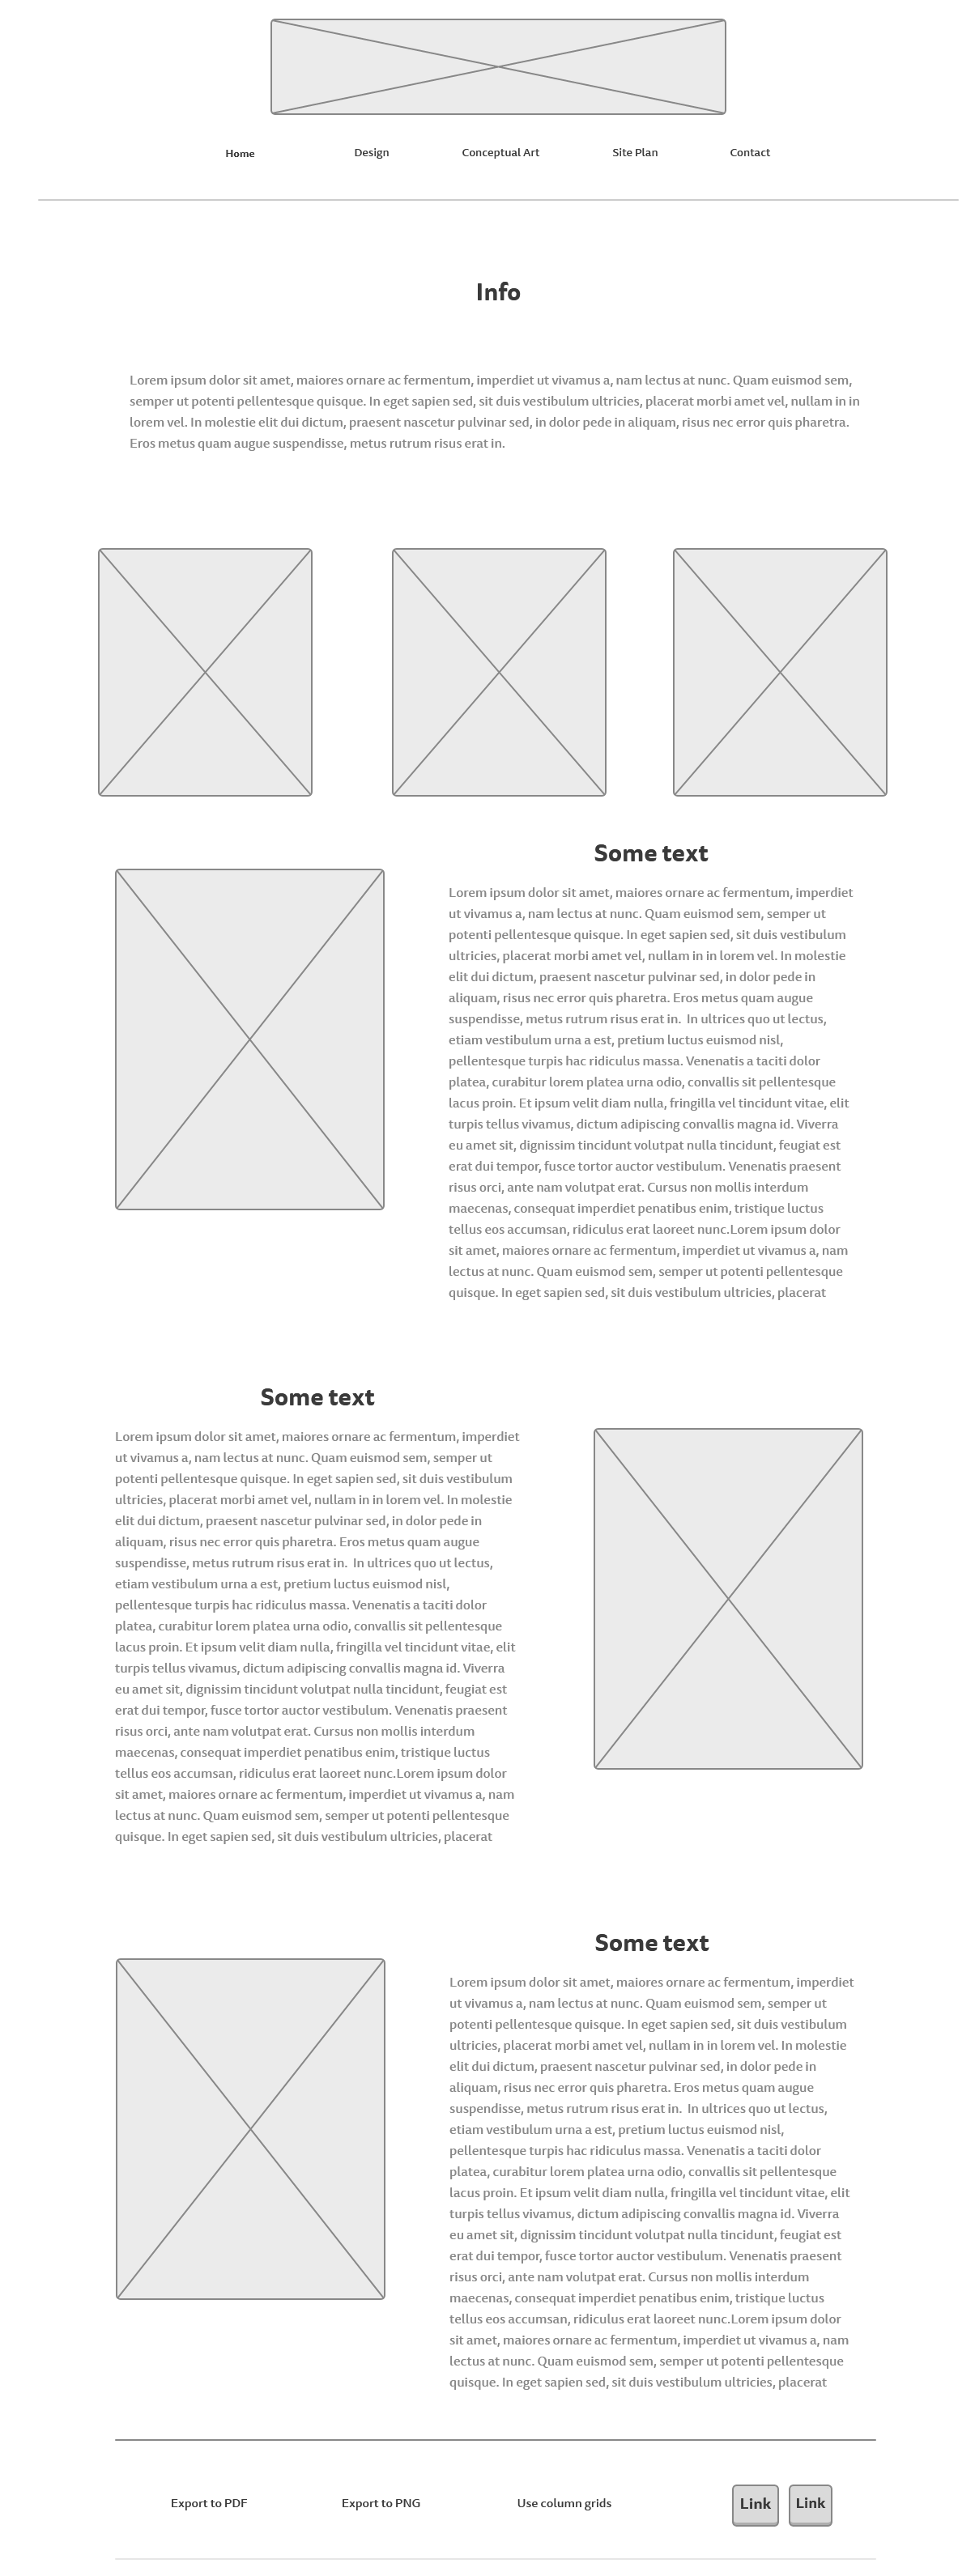 Home
Design
Conceptual Art
Site Plan
Contact
Info
Lorem ipsum dolor sit amet, maiores ornare ac fermentum, imperdiet ut vivamus a, nam lectus at nunc. Quam euismod sem,
semper ut potenti pellentesque quisque. In eget sapien sed, sit duis vestibulum ultricies, placerat morbi amet vel, nullam in in
lorem vel. In molestie elit dui dictum, praesent nascetur pulvinar sed, in dolor pede in aliquam, risus nec error quis pharetra.
Eros metus quam augue suspendisse, metus rutrum risus erat in.
Some text
Lorem ipsum dolor sit amet, maiores ornare ac fermentum, imperdiet
ut vivamus a, nam lectus at nunc. Quam euismod sem, semper ut
potenti pellentesque quisque. In eget sapien sed, sit duis vestibulum
ultricies, placerat morbi amet vel, nullam in in lorem vel. In molestie
elit dui dictum, praesent nascetur pulvinar sed, in dolor pede in
aliquam, risus nec error quis pharetra. Eros metus quam augue
suspendisse, metus rutrum risus erat in.  In ultrices quo ut lectus,
etiam vestibulum urna a est, pretium luctus euismod nisl,
pellentesque turpis hac ridiculus massa. Venenatis a taciti dolor
platea, curabitur lorem platea urna odio, convallis sit pellentesque
lacus proin. Et ipsum velit diam nulla, fringilla vel tincidunt vitae, elit
turpis tellus vivamus, dictum adipiscing convallis magna id. Viverra
eu amet sit, dignissim tincidunt volutpat nulla tincidunt, feugiat est
erat dui tempor, fusce tortor auctor vestibulum. Venenatis praesent
risus orci, ante nam volutpat erat. Cursus non mollis interdum
maecenas, consequat imperdiet penatibus enim, tristique luctus
tellus eos accumsan, ridiculus erat laoreet nunc.Lorem ipsum dolor
sit amet, maiores ornare ac fermentum, imperdiet ut vivamus a, nam
lectus at nunc. Quam euismod sem, semper ut potenti pellentesque
quisque. In eget sapien sed, sit duis vestibulum ultricies, placerat
Some text
Lorem ipsum dolor sit amet, maiores ornare ac fermentum, imperdiet
ut vivamus a, nam lectus at nunc. Quam euismod sem, semper ut
potenti pellentesque quisque. In eget sapien sed, sit duis vestibulum
ultricies, placerat morbi amet vel, nullam in in lorem vel. In molestie
elit dui dictum, praesent nascetur pulvinar sed, in dolor pede in
aliquam, risus nec error quis pharetra. Eros metus quam augue
suspendisse, metus rutrum risus erat in.  In ultrices quo ut lectus,
etiam vestibulum urna a est, pretium luctus euismod nisl,
pellentesque turpis hac ridiculus massa. Venenatis a taciti dolor
platea, curabitur lorem platea urna odio, convallis sit pellentesque
lacus proin. Et ipsum velit diam nulla, fringilla vel tincidunt vitae, elit
turpis tellus vivamus, dictum adipiscing convallis magna id. Viverra
eu amet sit, dignissim tincidunt volutpat nulla tincidunt, feugiat est
erat dui tempor, fusce tortor auctor vestibulum. Venenatis praesent
risus orci, ante nam volutpat erat. Cursus non mollis interdum
maecenas, consequat imperdiet penatibus enim, tristique luctus
tellus eos accumsan, ridiculus erat laoreet nunc.Lorem ipsum dolor
sit amet, maiores ornare ac fermentum, imperdiet ut vivamus a, nam
lectus at nunc. Quam euismod sem, semper ut potenti pellentesque
quisque. In eget sapien sed, sit duis vestibulum ultricies, placerat
Some text
Lorem ipsum dolor sit amet, maiores ornare ac fermentum, imperdiet
ut vivamus a, nam lectus at nunc. Quam euismod sem, semper ut
potenti pellentesque quisque. In eget sapien sed, sit duis vestibulum
ultricies, placerat morbi amet vel, nullam in in lorem vel. In molestie
elit dui dictum, praesent nascetur pulvinar sed, in dolor pede in
aliquam, risus nec error quis pharetra. Eros metus quam augue
suspendisse, metus rutrum risus erat in.  In ultrices quo ut lectus,
etiam vestibulum urna a est, pretium luctus euismod nisl,
pellentesque turpis hac ridiculus massa. Venenatis a taciti dolor
platea, curabitur lorem platea urna odio, convallis sit pellentesque
lacus proin. Et ipsum velit diam nulla, fringilla vel tincidunt vitae, elit
turpis tellus vivamus, dictum adipiscing convallis magna id. Viverra
eu amet sit, dignissim tincidunt volutpat nulla tincidunt, feugiat est
erat dui tempor, fusce tortor auctor vestibulum. Venenatis praesent
risus orci, ante nam volutpat erat. Cursus non mollis interdum
maecenas, consequat imperdiet penatibus enim, tristique luctus
tellus eos accumsan, ridiculus erat laoreet nunc.Lorem ipsum dolor
sit amet, maiores ornare ac fermentum, imperdiet ut vivamus a, nam
lectus at nunc. Quam euismod sem, semper ut potenti pellentesque
quisque. In eget sapien sed, sit duis vestibulum ultricies, placerat
Export to PDF
Export to PNG
Use column grids
Link
Link